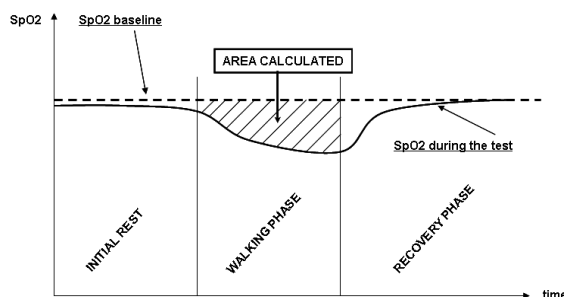 SpO2
SpO2 baseline
AREA CALCULATED
SpO2 during the test
INITIAL REST
WALKING PHASE
RECOVERY PHASE
time